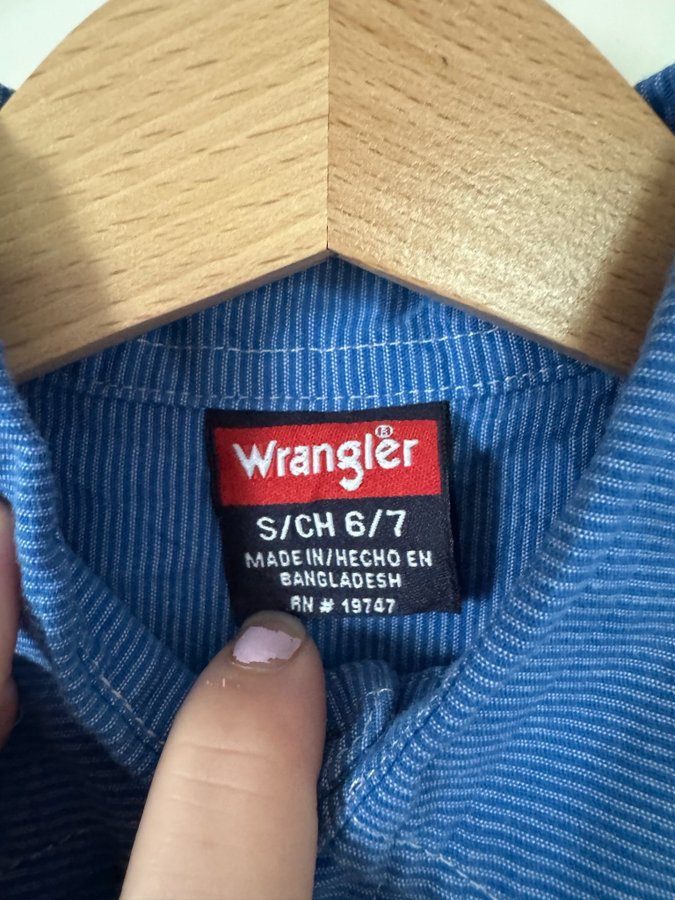 Wrangler®
S/CH 6/7
MADE IN/HECHO EN
BANGLADESH
RN # 19747